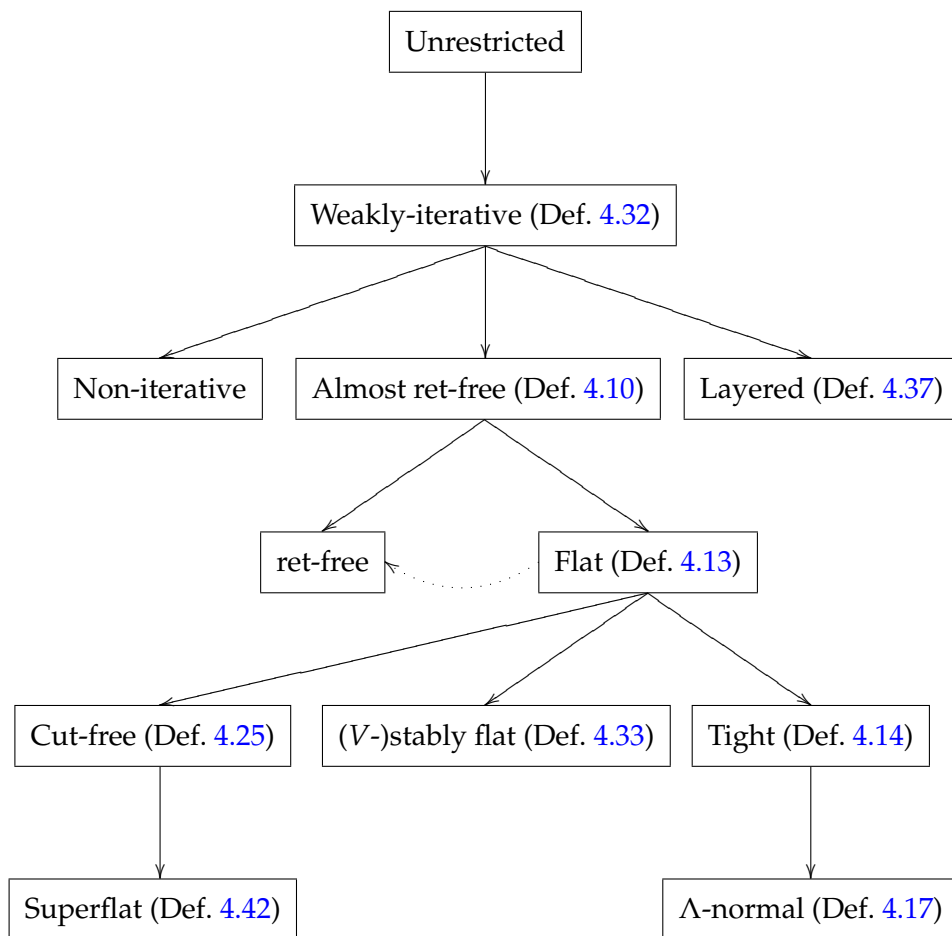 Unrestricted
Weakly-iterative (Def. 4.32)
Non-iterative
Almost ret-free (Def. 4.10)
Layered (Def. 4.37)
ret-free
Flat (Def. 4.13)
Cut-free (Def. 4.25)
(V-)stably flat (Def. 4.33)
Tight (Def. 4.14)
Superflat (Def. 4.42)
Λ-normal (Def. 4.17)